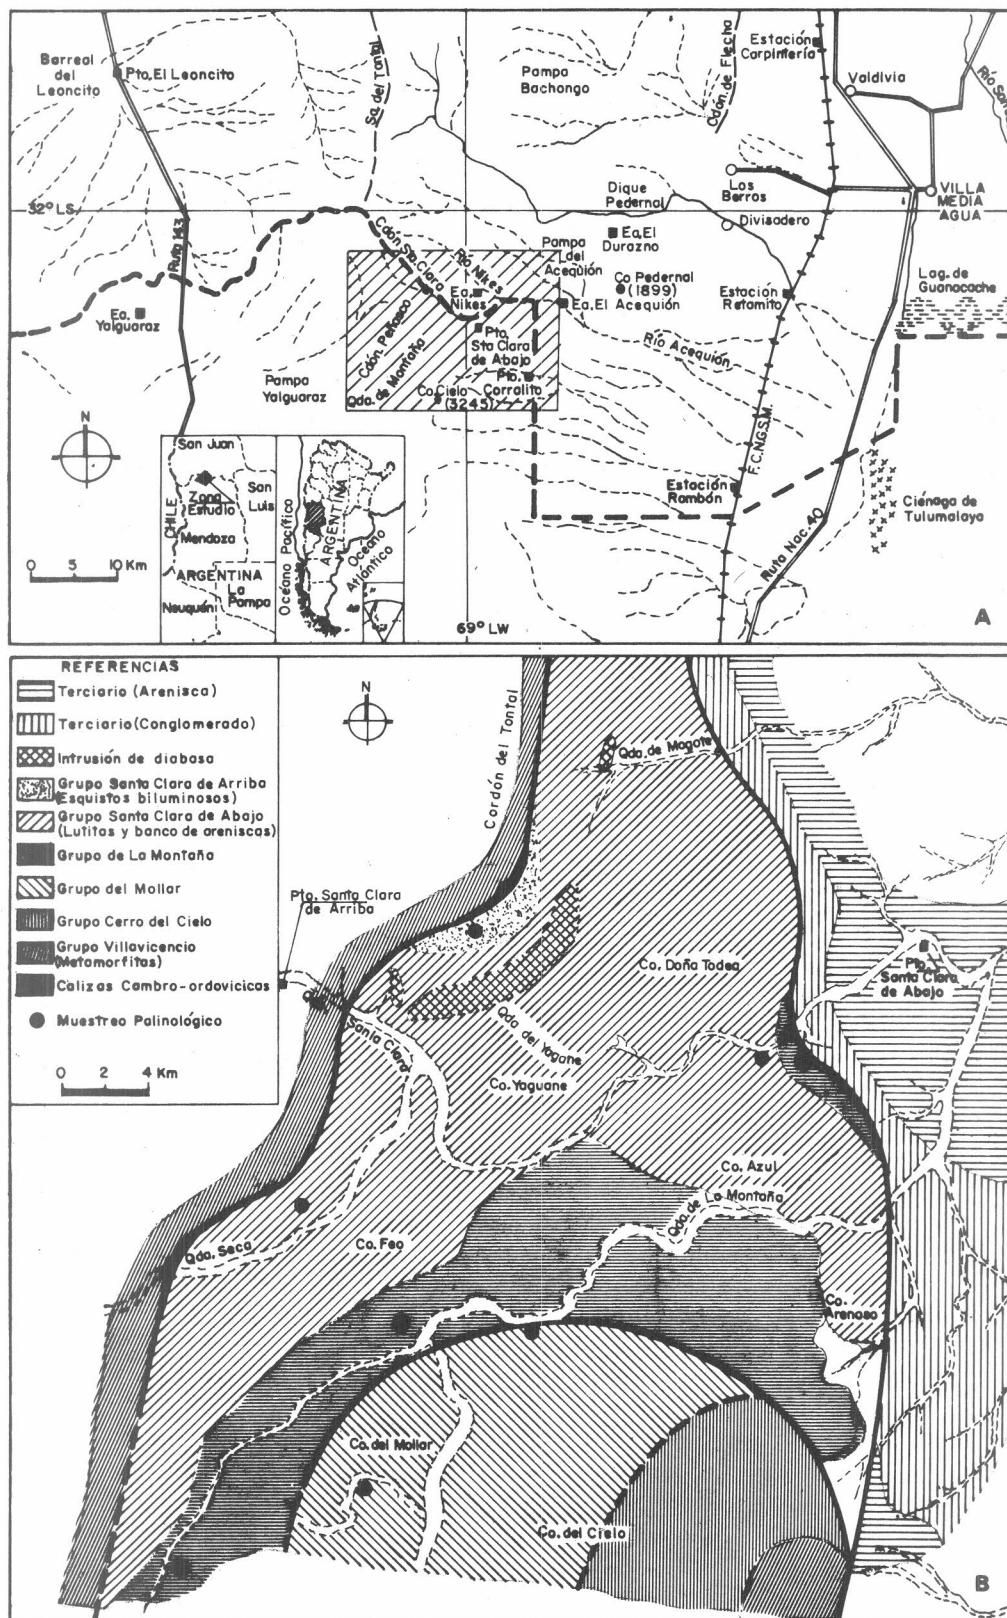 Barreal
del
Leoncito
Pto. El Leoncito
Sa. del Tontal
Pampa
Bachongo
Cdón. de Flecha
Estación
Carpintería
Valdivia
Río San
Los
Berros
VILLA
MEDIA
AGUA
Dique
Pedernal
Divisadero
32° LS
Ruta 143
Cdón. Sta. Clara
Río Nikes
Ea. El
Durazno
Pampa
del
Acequión
Co Pedernal
(1899)
Estación
Retamito
Lag. de
Guanacache
Ea.
Yalguaraz
Ea.
Nikes
Ea. El Acequión
Cdón. Peñasco
Qda. de Montaña
Pto.
Sta Clara
de Abajo
Río Acequión
Pampa
Yalguaraz
Pto.
Corralito
Co. Cielo
(3245)
N
F.C.N.G.S.M.
Estación
Rambón
Ciénaga de
Tulumalaya
Ruta Nac. 40
San Juan
San
Luis
Zona
Estudio
CHILE
Mendoza
ARGENTINA
La
Pampa
Neuquén
Océano Pacífico
ARGENTINA
Océano
Atlántico
0 5 10 Km
69° LW
A
REFERENCIAS
Terciario (Arenisca)
Terciario (Conglomerado)
Intrusión de diabasa
Grupo Santa Clara de Arriba
(Esquistos biluminosos)
Grupo Santa Clara de Abajo
(Lutitas y banco de areniscas)
Grupo de La Montaña
Grupo del Mollar
Grupo Cerro del Cielo
Grupo Villavicencio
(Metamorfitas)
Calizas Cambro-ordovicicas
Muestreo Palinológico
0 2 4 Km
N
Cordón del Tontal
Qda. de Magote
Pto. Santa Clara
de Arriba
Co. Doña Todea
Pto.
Santa Clara
de Abajo
Santa Clara
Qda. del Yagane
Co. Yaguane
Co. Azul
Qda. de La Montaña
Qda. Seca
Co. Feo
Co.
Arenoso
Co. del Mollar
Co. del Cielo
B